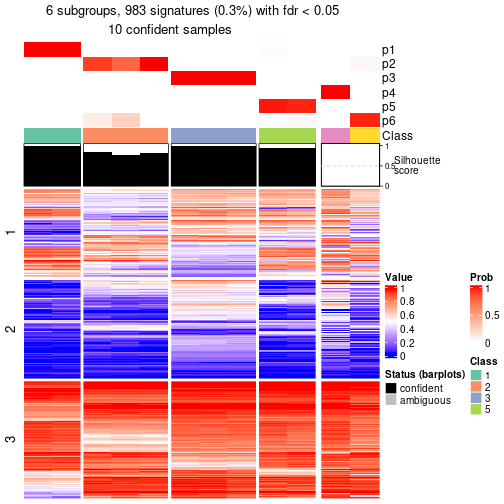 6 subgroups, 983 signatures (0.3%) with fdr < 0.05
10 confident samples
p1
p2
p3
p4
p5
p6
Class
1
0.5
0
Silhouette
score
1
2
3
Value
1
0.8
0.6
0.4
0.2
0
Prob
1
0.5
0
Status (barplots)
confident
ambiguous
Class
1
2
3
5